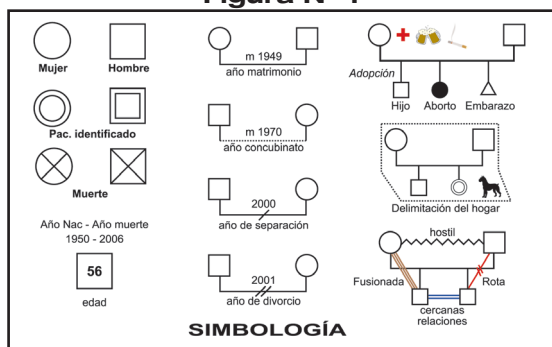 Figura N° 1
Mujer
Hombre
Pac. identificado
Muerte
Año Nac - Año muerte
1950 - 2006
56
edad
m 1949
año matrimonio
m 1970
año concubinato
2000
año de separación
2001
año de divorcio
Adopción
Hijo
Aborto
Embarazo
Delimitación del hogar
hostil
Fusionada
Rota
cercanas
relaciones
SIMBOLOGÍA